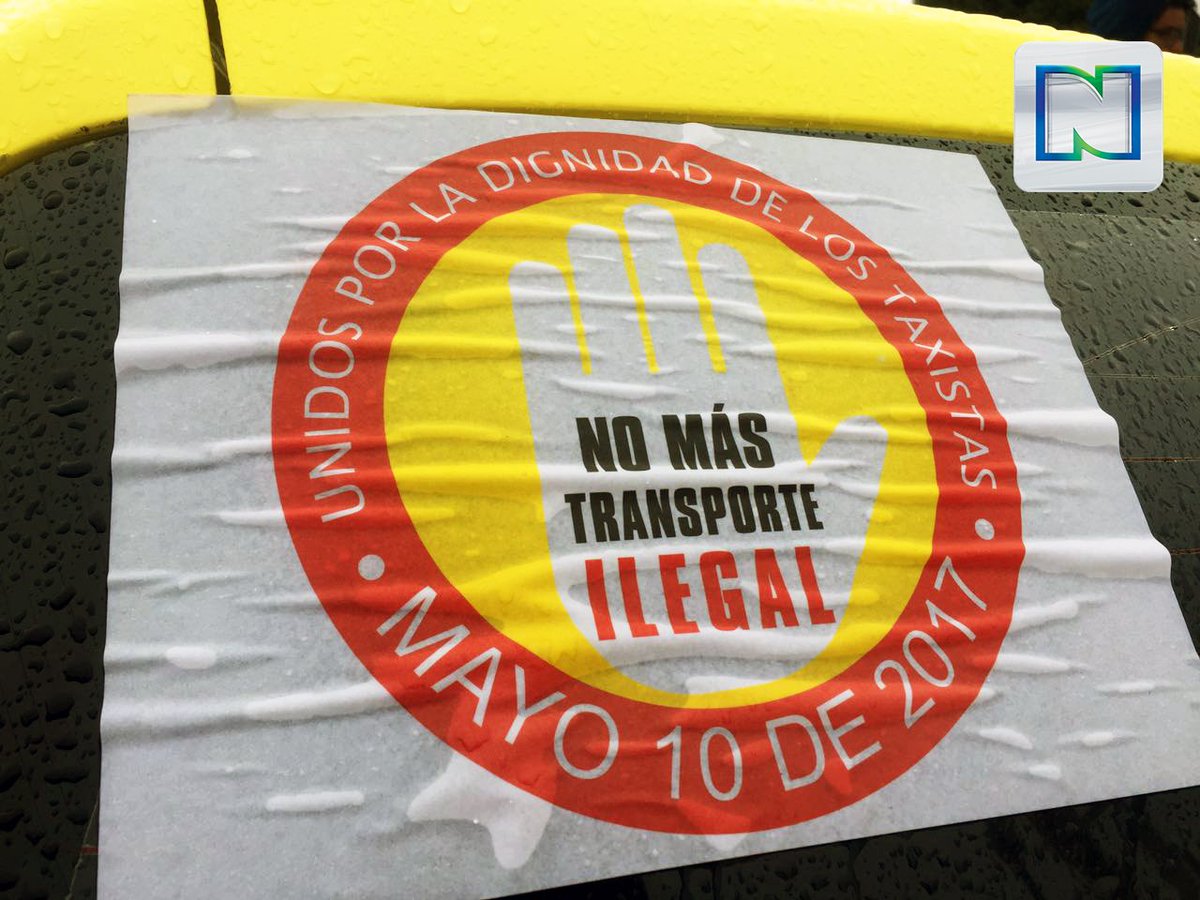 UNIDOS POR LA DIGNIDAD DE LOS TAXISTAS
NO MÁS
TRANSPORTE
ILEGAL
• MAYO 10 DE 2017 •
N